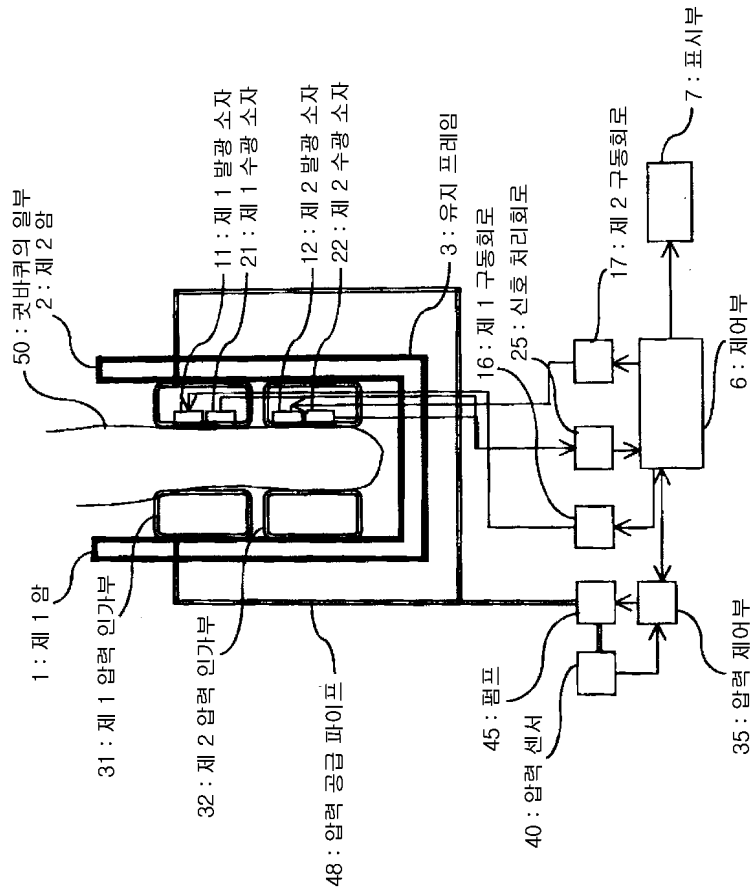 50 : 귓바퀴의 일부
2 : 제 2 암
11 : 제 1 발광 소자
21 : 제 1 수광 소자
12 : 제 2 발광 소자
22 : 제 2 수광 소자
3 : 유지 프레임
16 : 제 1 구동회로
25 : 신호 처리회로
17 : 제 2 구동회로
7 : 표시부
1 : 제 1 암
31 : 제 1 압력 인가부
32 : 제 2 압력 인가부
48 : 압력 공급 파이프
45 : 펌프
40 : 압력 센서
35 : 압력 제어부
6 : 제어부